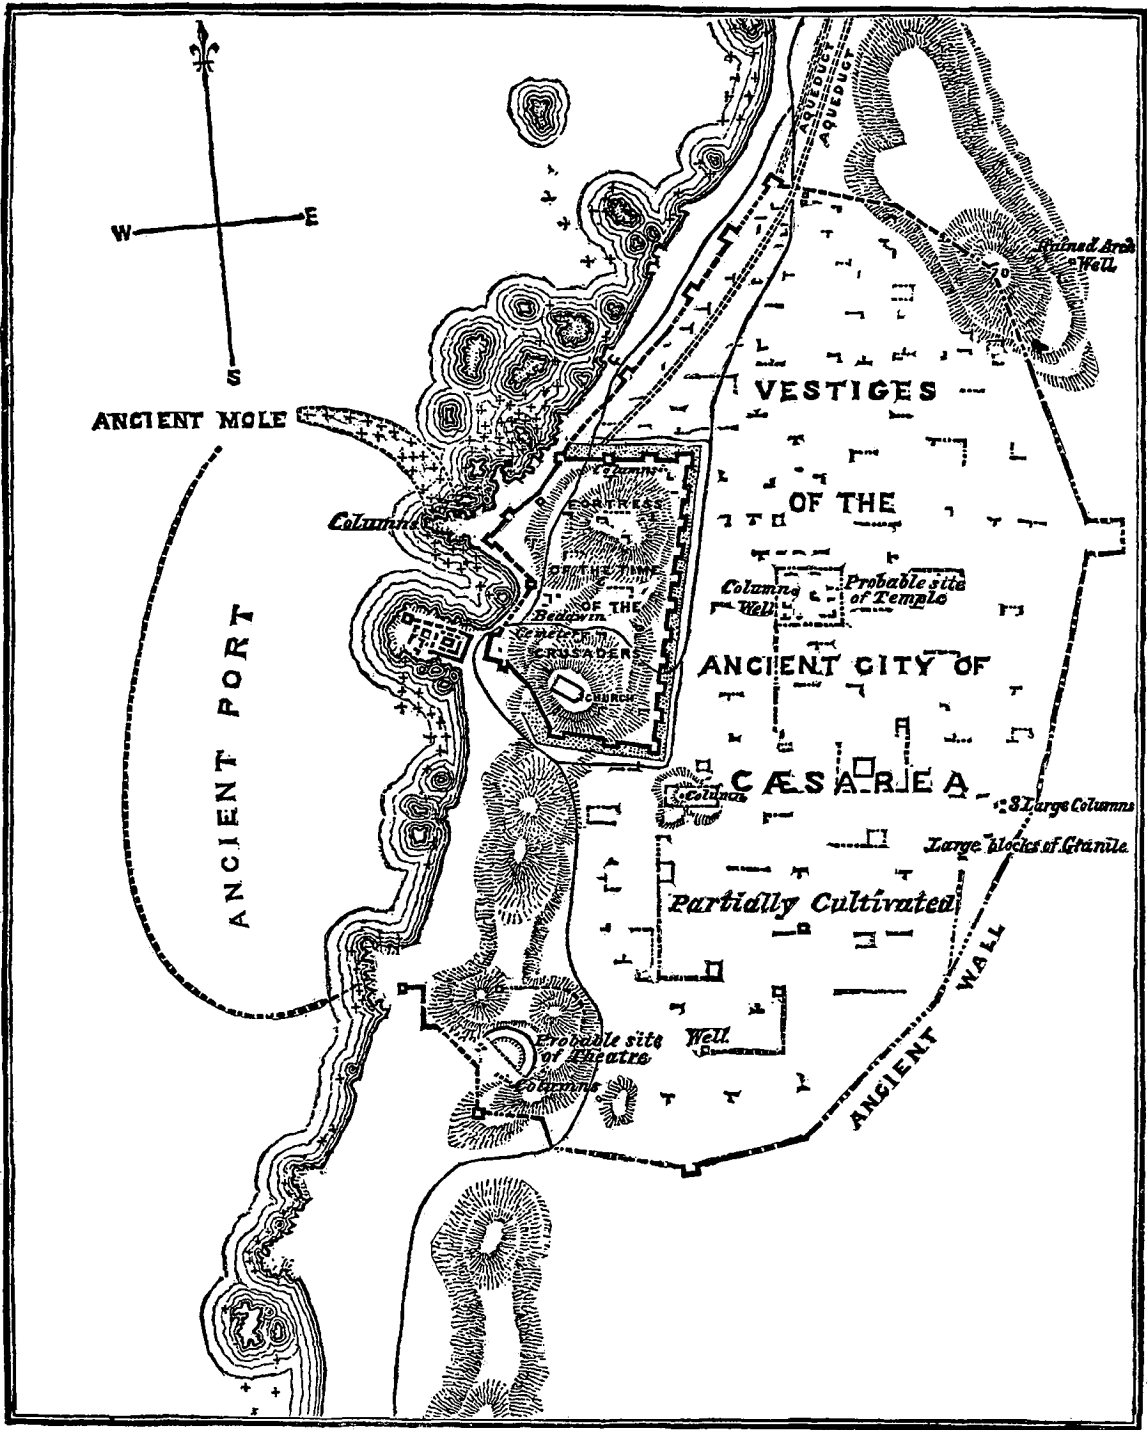 AQUEDUCT
AQUEDUCT
W
E
S
Ruined Arch
Well
ANCIENT MOLE
VESTIGES
Columns
FORTRESS
OF THE
Columns
OF THE TIME
Columns
Well
Probable site
of Temple
OF THE
Bedawin
Cemetery
CRUSADERS
ANCIENT CITY OF
CHURCH
ANCIENT PORT
Column
CÆSAREA
3 Large Columns
Large blocks of Granite
Partially Cultivated
ANCIENT WALL
Probable site
of Theatre
Well
Columns